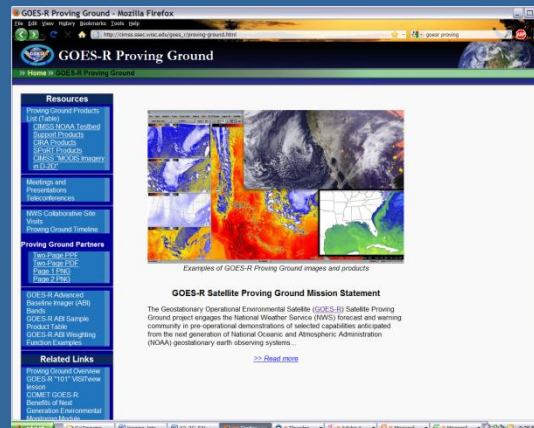 GOES-R Proving Ground - Mozilla Firefox
File Edit View History Bookmarks Tools Help
http://cimss.ssec.wisc.edu/goes_r/proving-ground.html
goesr proving
GOES-R Proving Ground
» Home » GOES-R Proving Ground
Resources
Proving Ground Products
List (Table)
CIMSS NOAA Testbed
Support Products
CIRA Products
SPoRT Products
CIMSS "MODIS Imagery
in D-2D"
Meetings and
Presentations
Teleconferences
NWS Collaborative Site
Visits
Proving Ground Timeline
Proving Ground Partners
Two-Page PPF
Two-Page PDF
Page 1 PNG
Page 2 PNG
GOES-R Advanced
Baseline Imager (ABI)
Bands
GOES-R ABI Sample
Product Table
GOES-R ABI Weighting
Function Examples
Related Links
Proving Ground Overview
GOES-R "101" VISITview
lesson
COMET GOES-R:
Benefits of Next
Generation Environmental
Monitoring Module
Examples of GOES-R Proving Ground images and products
GOES-R Satellite Proving Ground Mission Statement
The Geostationary Operational Environmental Satellite (GOES-R) Satellite Proving
Ground project engages the National Weather Service (NWS) forecast and warning
community in pre-operational demonstrations of selected capabilities anticipated
from the next generation of National Oceanic and Atmospheric Administration
(NOAA) geostationary earth observing systems...
>> Read more